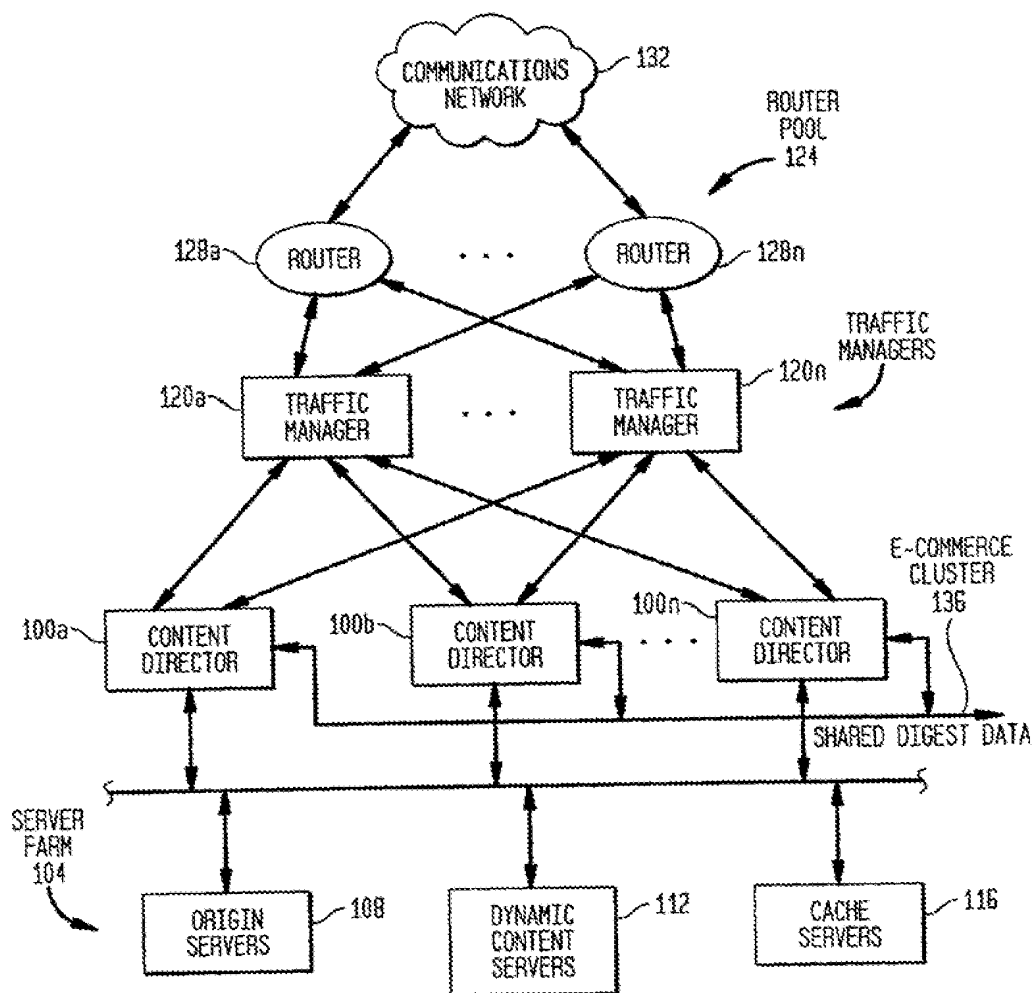 COMMUNICATIONS
NETWORK
132
ROUTER
POOL
124
128a
ROUTER
. . .
ROUTER
128n
TRAFFIC
MANAGERS
120a
TRAFFIC
MANAGER
. . .
TRAFFIC
MANAGER
120n
E-COMMERCE
CLUSTER
136
100a
CONTENT
DIRECTOR
100b
CONTENT
DIRECTOR
. . . .
100n
CONTENT
DIRECTOR
SHARED DIGEST DATA
SERVER
FARM
104
ORIGIN
SERVERS
108
DYNAMIC
CONTENT
SERVERS
112
CACHE
SERVERS
116